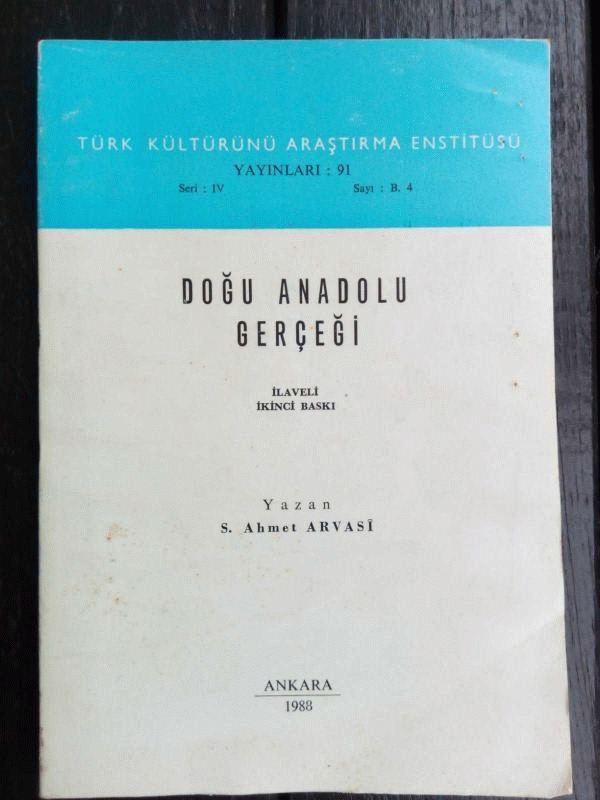 TÜRK KÜLTÜRÜNÜ ARAŞTIRMA ENSTİTÜSÜ
YAYINLARI : 91
Seri : IV Sayı : B. 4
DOĞU ANADOLU
GERÇEĞİ
İLAVELİ
İKİNCİ BASKI
Yazan
S. Ahmet ARVASÎ
ANKARA
1988